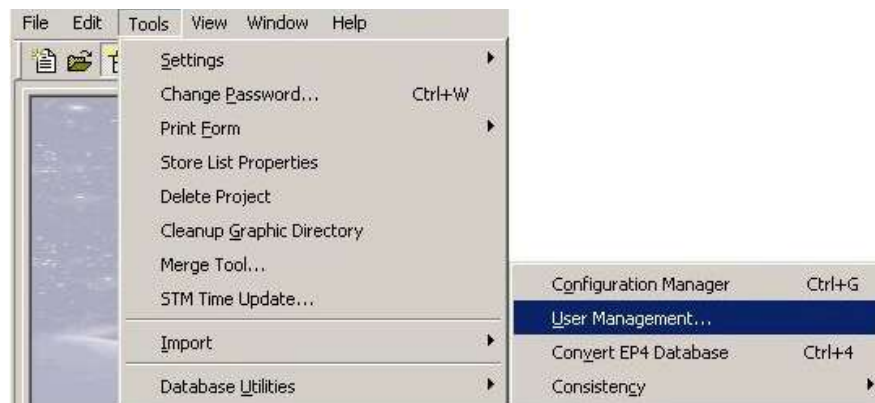 File Edit Tools View Window Help
Settings
Change Password... Ctrl+W
Print Form
Store List Properties
Delete Project
Cleanup Graphic Directory
Merge Tool...
STM Time Update...
Import
Database Utilities
Configuration Manager Ctrl+G
User Management...
Convert EP4 Database Ctrl+4
Consistency